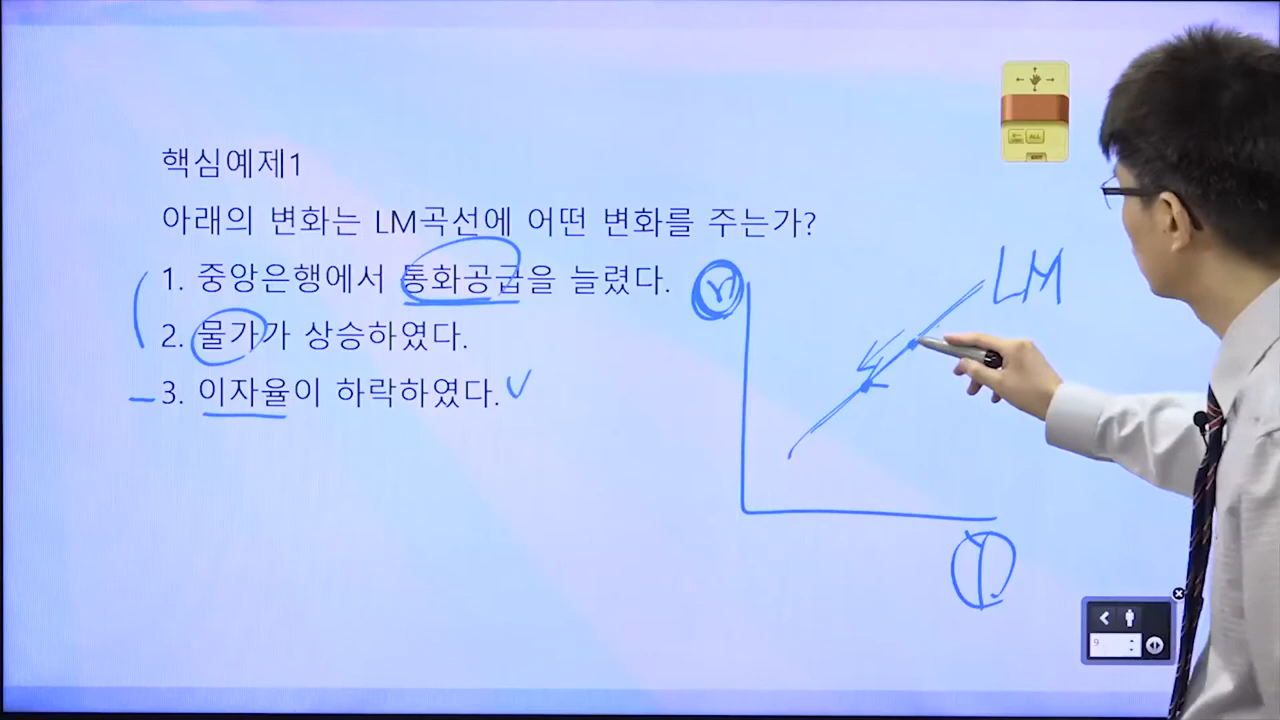 핵심예제1
아래의 변화는 LM곡선에 어떤 변화를 주는가?
1. 중앙은행에서 통화공급을 늘렸다.
2. 물가가 상승하였다.
3. 이자율이 하락하였다.
r
LM
Y
ALL
EXIT
9